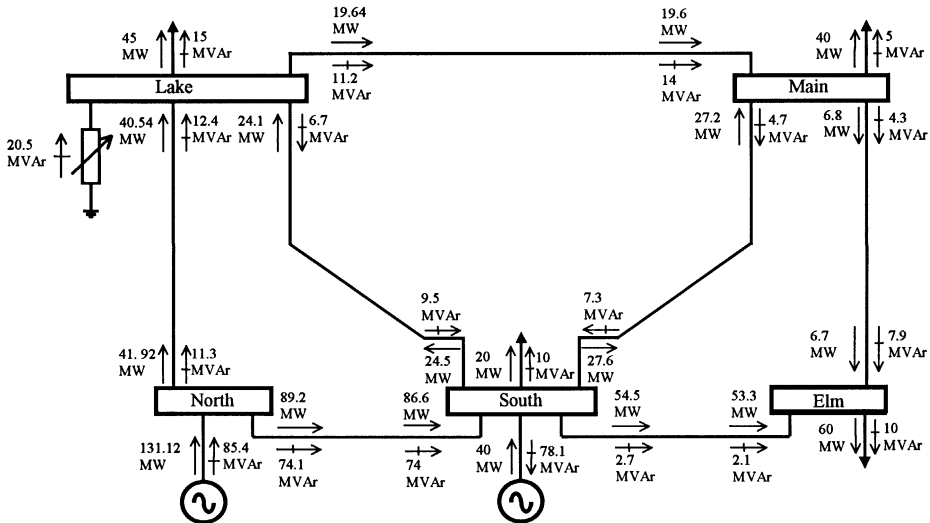 19.64
MW
19.6
MW
45
MW
15
MVAr
40
MW
5
MVAr
11.2
MVAr
14
MVAr
Lake
Main
40.54
MW
12.4
MVAr
24.1
MW
6.7
MVAr
27.2
MW
4.7
MVAr
6.8
MW
4.3
MVAr
20.5
MVAr
9.5
MVAr
7.3
MVAr
41. 92
MW
11.3
MVAr
24.5
MW
20
MW
10
MVAr
27.6
MW
6.7
MW
7.9
MVAr
North
South
Elm
89.2
MW
86.6
MW
54.5
MW
53.3
MW
60
MW
10
MVAr
131.12
MW
85.4
MVAr
74.1
MVAr
74
MVAr
40
MW
78.1
MVAr
2.7
MVAr
2.1
MVAr